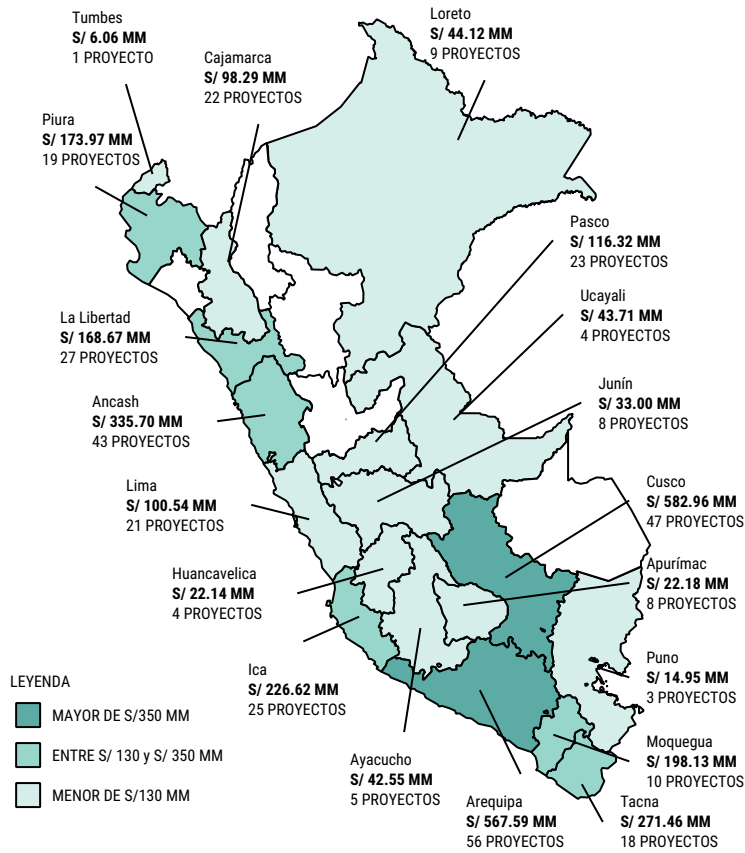 Tumbes
S/ 6.06 MM
1 PROYECTO
Loreto
S/ 44.12 MM
9 PROYECTOS
Cajamarca
S/ 98.29 MM
22 PROYECTOS
Piura
S/ 173.97 MM
19 PROYECTOS
Pasco
S/ 116.32 MM
23 PROYECTOS
Ucayali
S/ 43.71 MM
4 PROYECTOS
La Libertad
S/ 168.67 MM
27 PROYECTOS
Junín
S/ 33.00 MM
8 PROYECTOS
Ancash
S/ 335.70 MM
43 PROYECTOS
Lima
S/ 100.54 MM
21 PROYECTOS
Cusco
S/ 582.96 MM
47 PROYECTOS
Huancavelica
S/ 22.14 MM
4 PROYECTOS
Apurímac
S/ 22.18 MM
8 PROYECTOS
Ica
S/ 226.62 MM
25 PROYECTOS
Puno
S/ 14.95 MM
3 PROYECTOS
LEYENDA
MAYOR DE S/350 MM
ENTRE S/ 130 y S/ 350 MM
MENOR DE S/130 MM
Ayacucho
S/ 42.55 MM
5 PROYECTOS
Moquegua
S/ 198.13 MM
10 PROYECTOS
Arequipa
S/ 567.59 MM
56 PROYECTOS
Tacna
S/ 271.46 MM
18 PROYECTOS